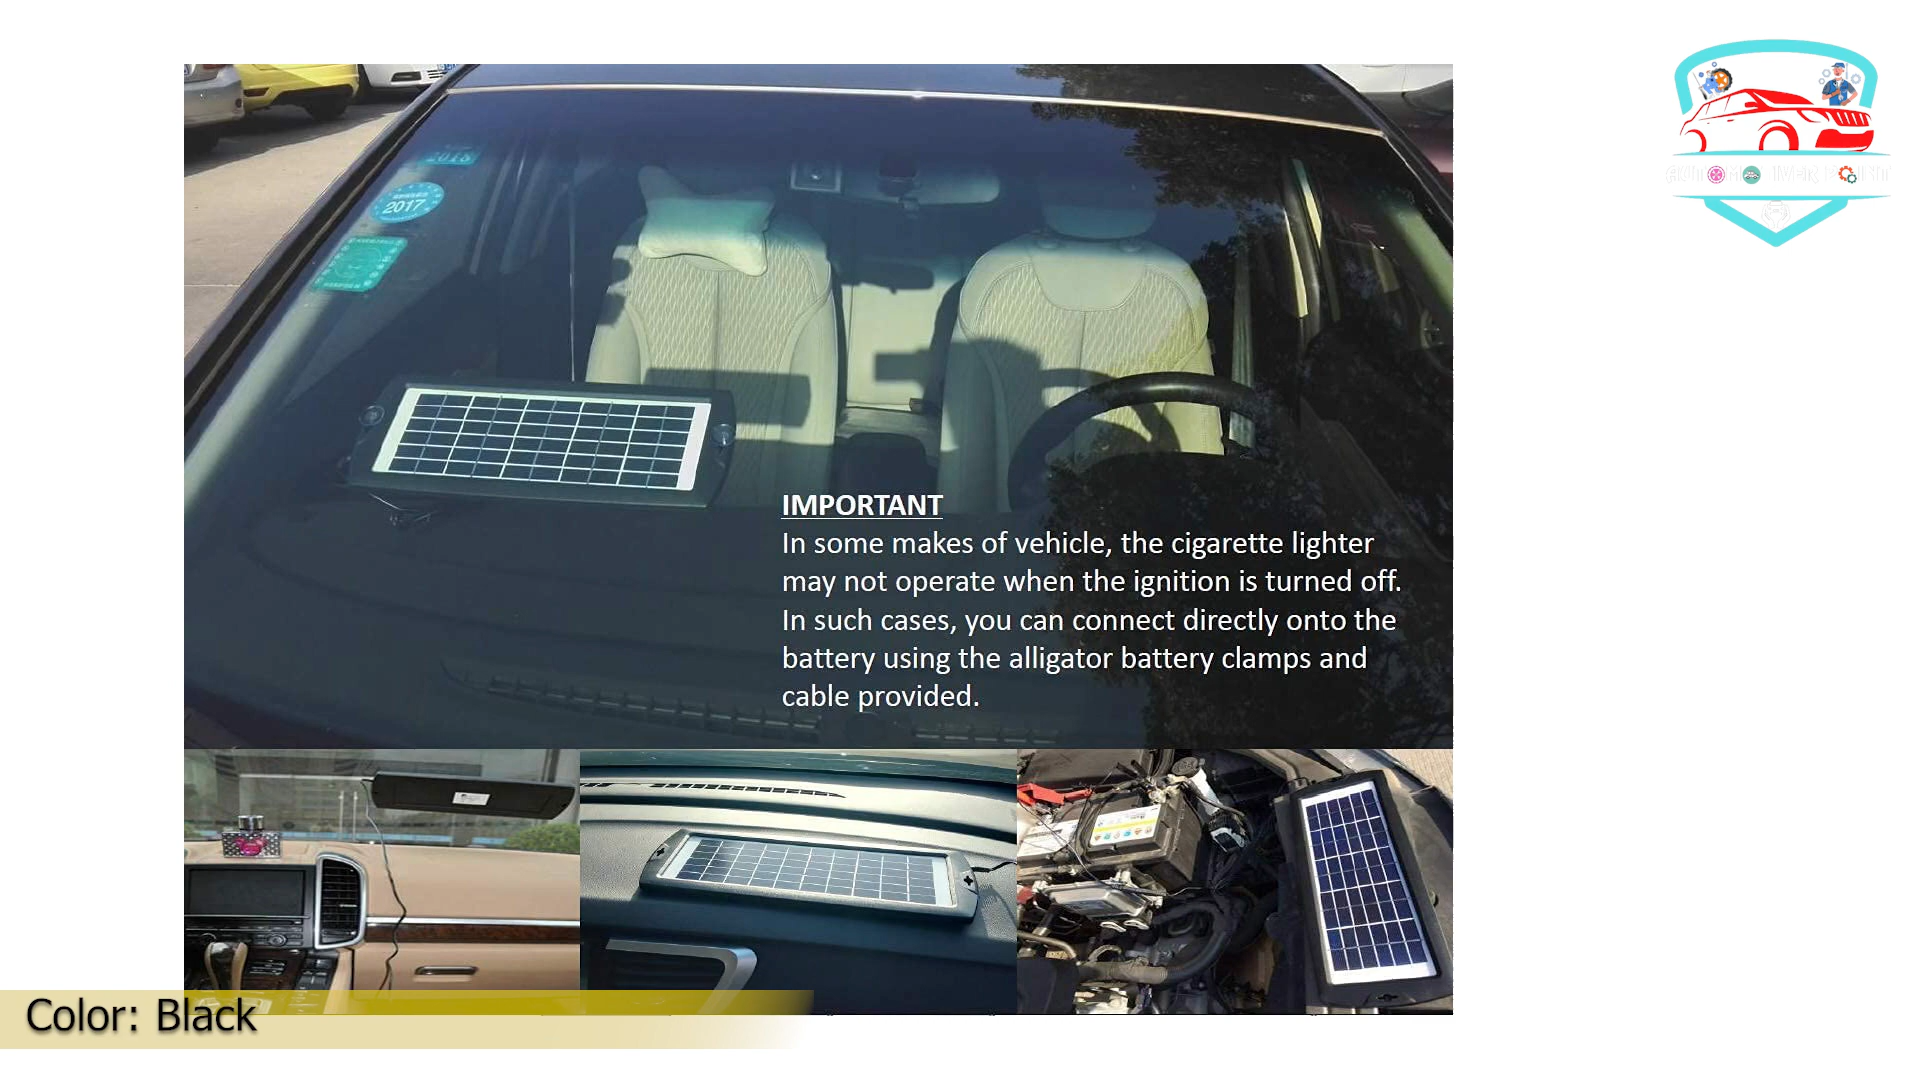 2018
2017
IMPORTANT
In some makes of vehicle, the cigarette lighter
may not operate when the ignition is turned off.
In such cases, you can connect directly onto the
battery using the alligator battery clamps and
cable provided.
Color: Black